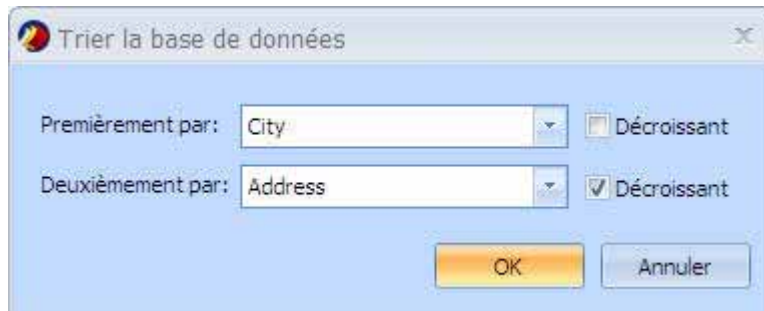 Trier la base de données
Premièrement par: City Décroissant
Deuxièmement par: Address Décroissant
OK Annuler